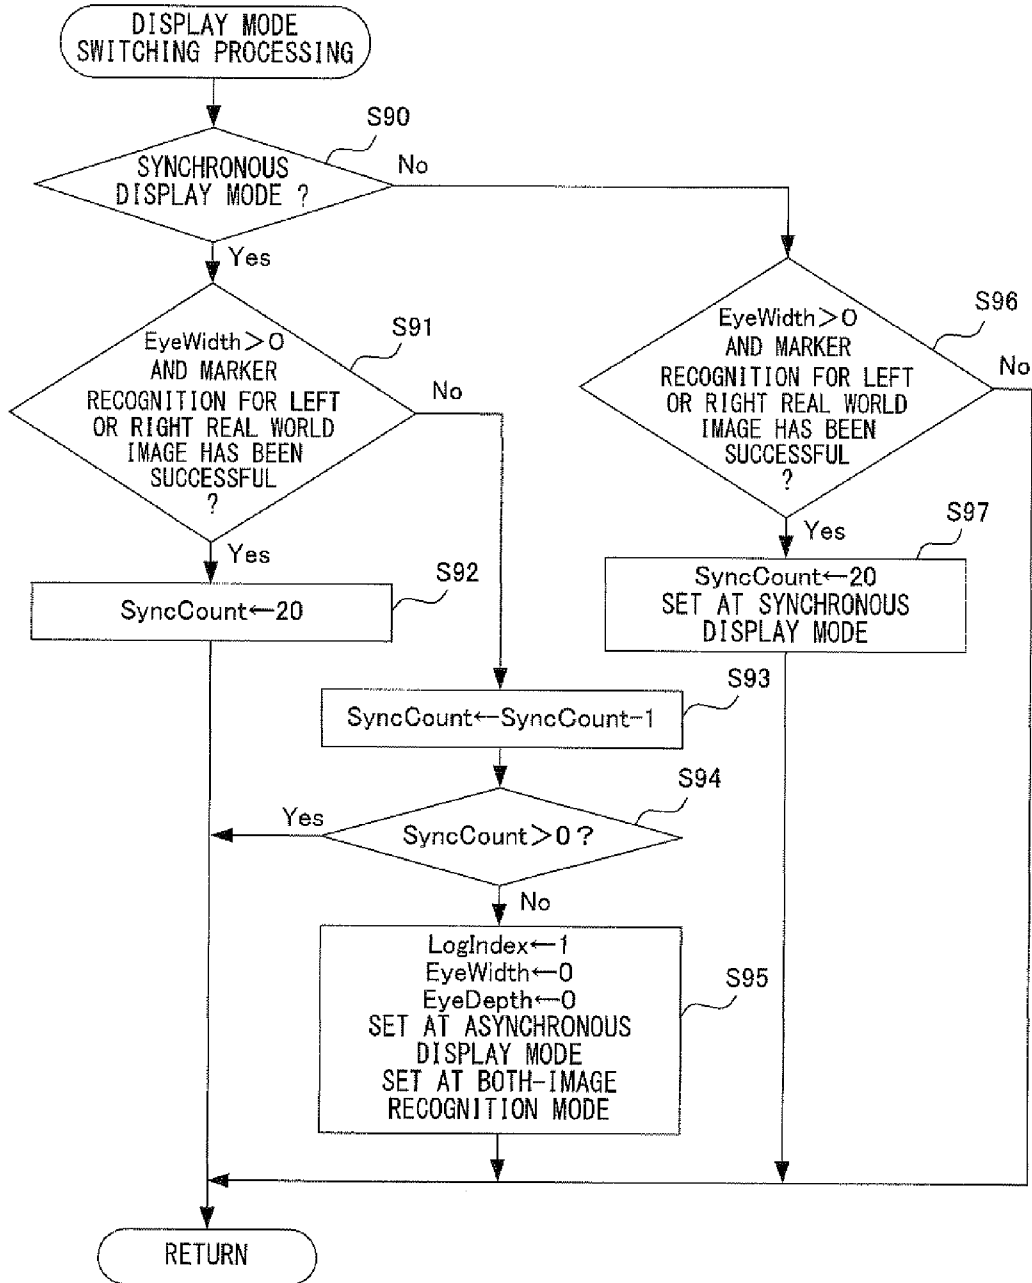 DISPLAY MODE
SWITCHING PROCESSING
S90
SYNCHRONOUS
DISPLAY MODE ?
No
Yes
S91
EyeWidth>0
AND MARKER
RECOGNITION FOR LEFT
OR RIGHT REAL WORLD
IMAGE HAS BEEN
SUCCESSFUL
?
No
Yes
S92
SyncCount←20
S93
SyncCount←SyncCount-1
S94
SyncCount>0?
Yes
No
S95
LogIndex←1
EyeWidth←0
EyeDepth←0
SET AT ASYNCHRONOUS
DISPLAY MODE
SET AT BOTH-IMAGE
RECOGNITION MODE
S96
EyeWidth>0
AND MARKER
RECOGNITION FOR LEFT
OR RIGHT REAL WORLD
IMAGE HAS BEEN
SUCCESSFUL
?
No
Yes
S97
SyncCount←20
SET AT SYNCHRONOUS
DISPLAY MODE
RETURN